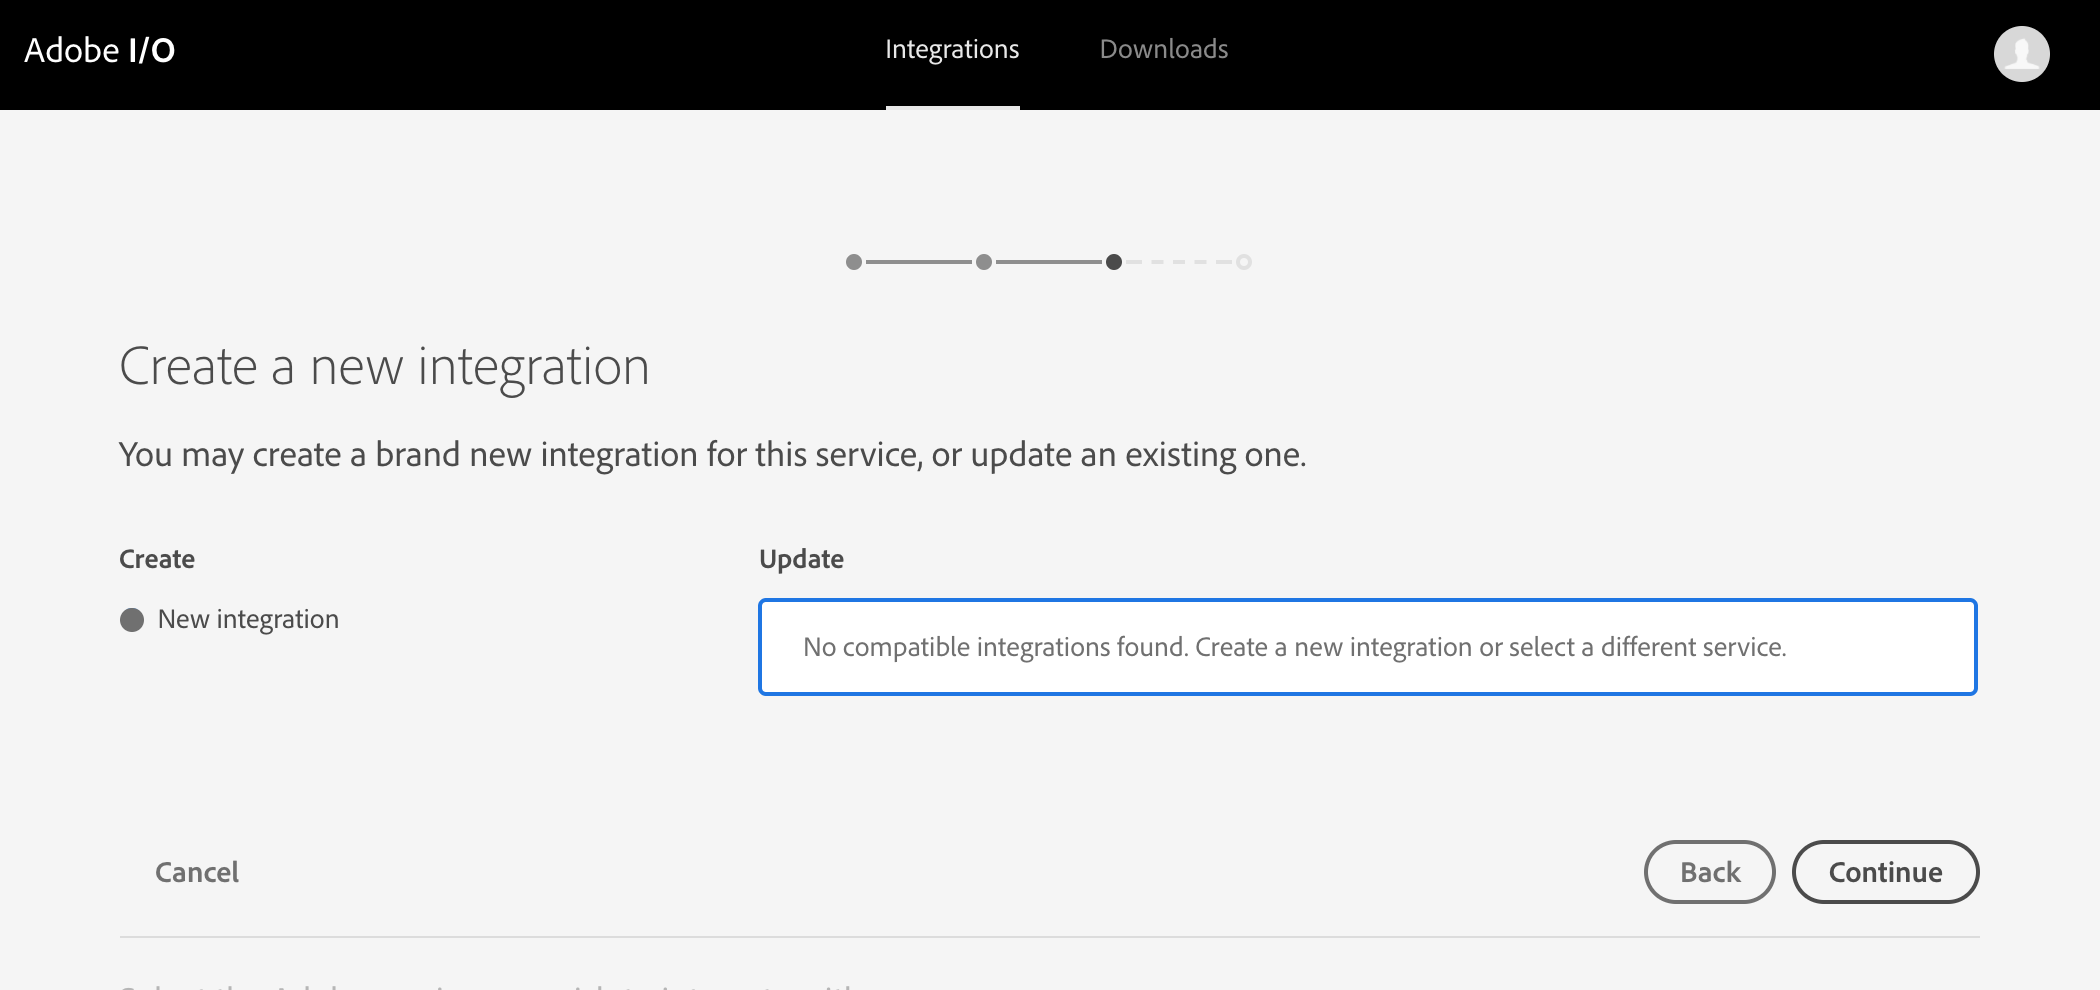 Adobe I/O
Integrations
Downloads
Create a new integration
You may create a brand new integration for this service, or update an existing one.
Create
New integration
Update
No compatible integrations found. Create a new integration or select a different service.
Cancel
Back
Continue